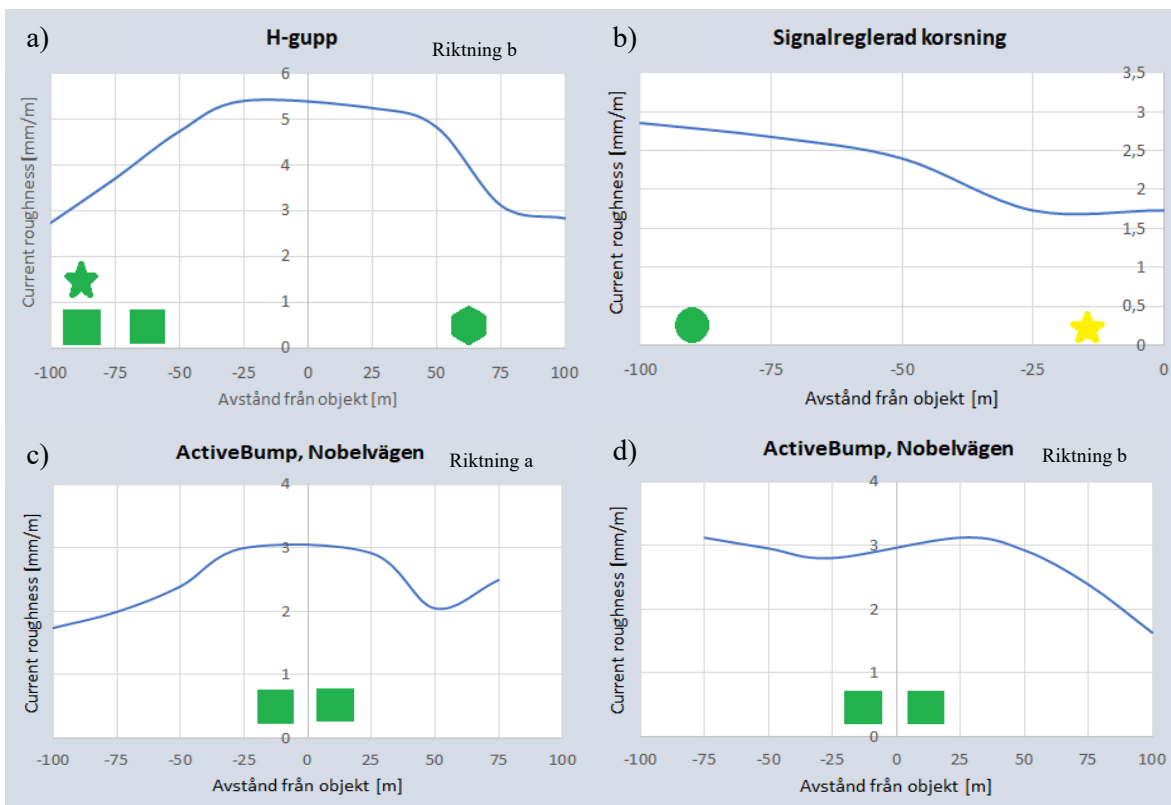 a)
H-gupp
Riktning b
Current roughness [mm/m]
6
5
4
3
2
1
0
-100 -75 -50 -25 0 25 50 75 100
Avstånd från objekt [m]
b)
Signalreglerad korsning
Current roughness [mm/m]
3,5
3
2,5
2
1,5
1
0,5
0
-100 -75 -50 -25 0
Avstånd från objekt [m]
c)
ActiveBump, Nobelvägen
Riktning a
Current roughness [mm/m]
4
3
2
1
0
-100 -75 -50 -25 0 25 50 75 100
Avstånd från objekt [m]
d)
ActiveBump, Nobelvägen
Riktning b
Current roughness [mm/m]
4
3
2
1
0
-100 -75 -50 -25 0 25 50 75 100
Avstånd från objekt [m]